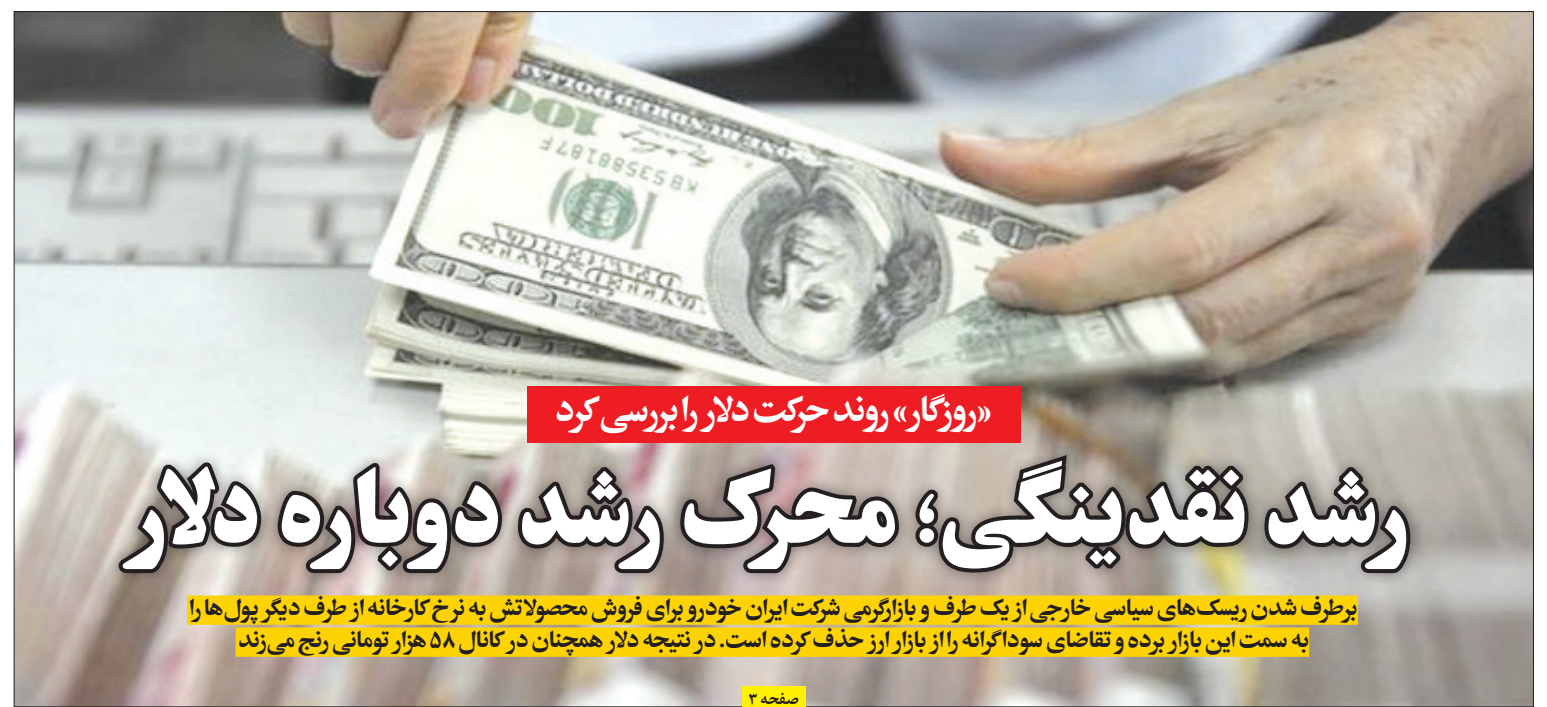 «روزگار» روند حرکت دلار را بررسی کرد
رشد نقدینگی؛ محرک رشد دوباره دلار
برطرف شدن ریسک‌های سیاسی خارجی از یک طرف و بازارگرمی شرکت ایران خودرو برای فروش محصولاتش به نرخ کارخانه از طرف دیگر پول‌ها را
به سمت این بازار برده و تقاضای سوداگرانه را از بازار ارز حذف کرده است. در نتیجه دلار همچنان در کانال ۵۸ هزار تومانی رنج می‌زند
صفحه ۳
100
KB53588187F